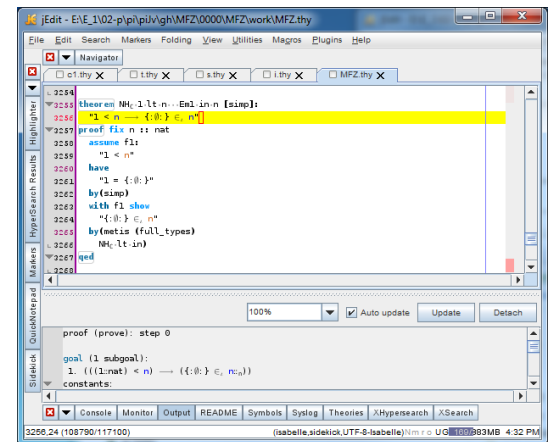 jEdit - E:\E_1\02-p\pi\piJv\gh\MFZ\0000\MFZ\work\MFZ.thy
File Edit Search Markers Folding View Utilities Macros Plugins Help
Navigator
c1.thy t.thy s.thy i.thy MFZ.thy
3254
3255 theorem NH∈·1·lt·n---Em1·in·n [simp]:
3256 "1 < n ⟶ {:∅:} ∈, n"
3257 proof fix n :: nat
3258 assume f1:
3259 "1 < n"
3260 have
3261 "1 = {:∅:}"
3262 by(simp)
3263 with f1 show
3264 "{:∅:} ∈, n"
3265 by(metis (full_types)
3266 NH∈·lt·in)
3267 qed
3268
Highlighter
HyperSearch Results
Markers
QuickNotepad
Sidekick
100% Auto update Update Detach
proof (prove): step 0
goal (1 subgoal):
1. (((1::nat) < n) ⟶ ({:∅:} ∈, n::ₙ))
constants:
Console Monitor Output README Symbols Syslog Theories XHypersearch XSearch
3256,24 (108790/117100) (isabelle,sidekick,UTF-8-Isabelle)Nm r o UG 169/983MB 4:32 PM